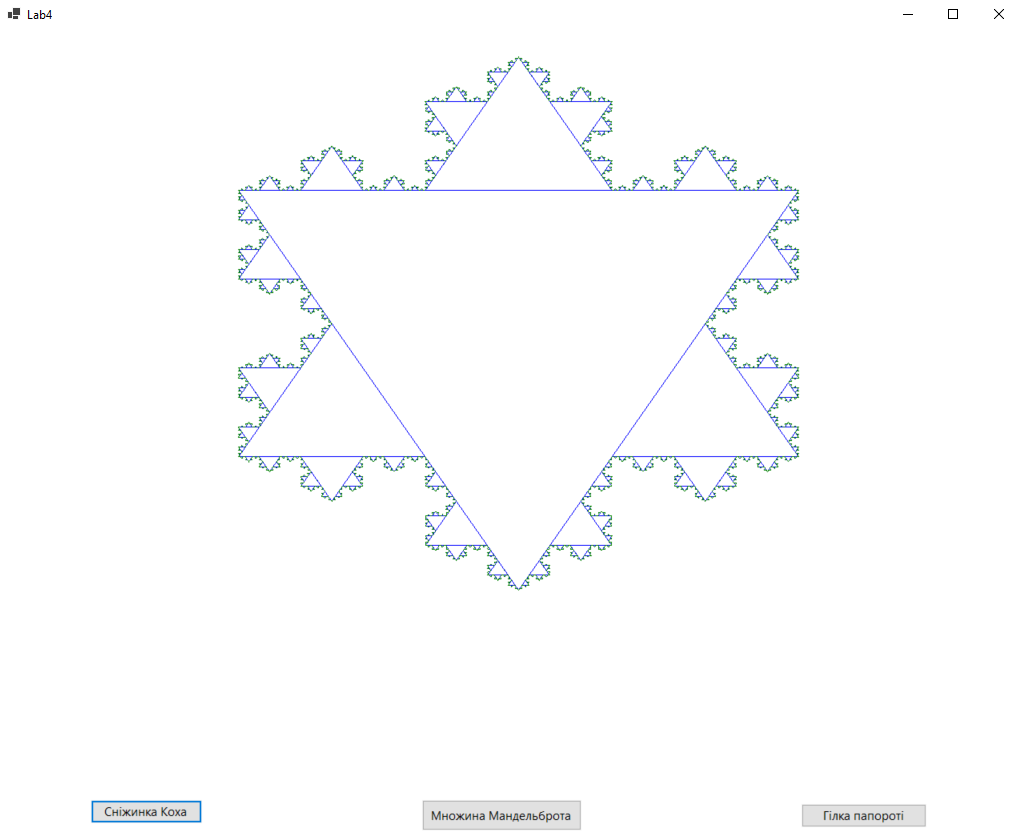 Lab4
Сніжинка Коха
Множина Мандельброта
Гілка папороті